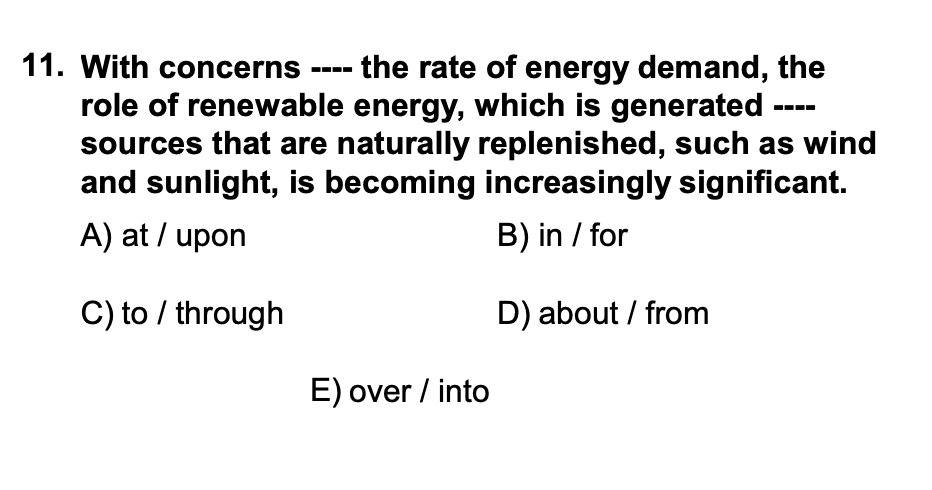 11. With concerns ---- the rate of energy demand, the
role of renewable energy, which is generated ----
sources that are naturally replenished, such as wind
and sunlight, is becoming increasingly significant.
A) at / upon B) in / for
C) to / through D) about / from
E) over / into